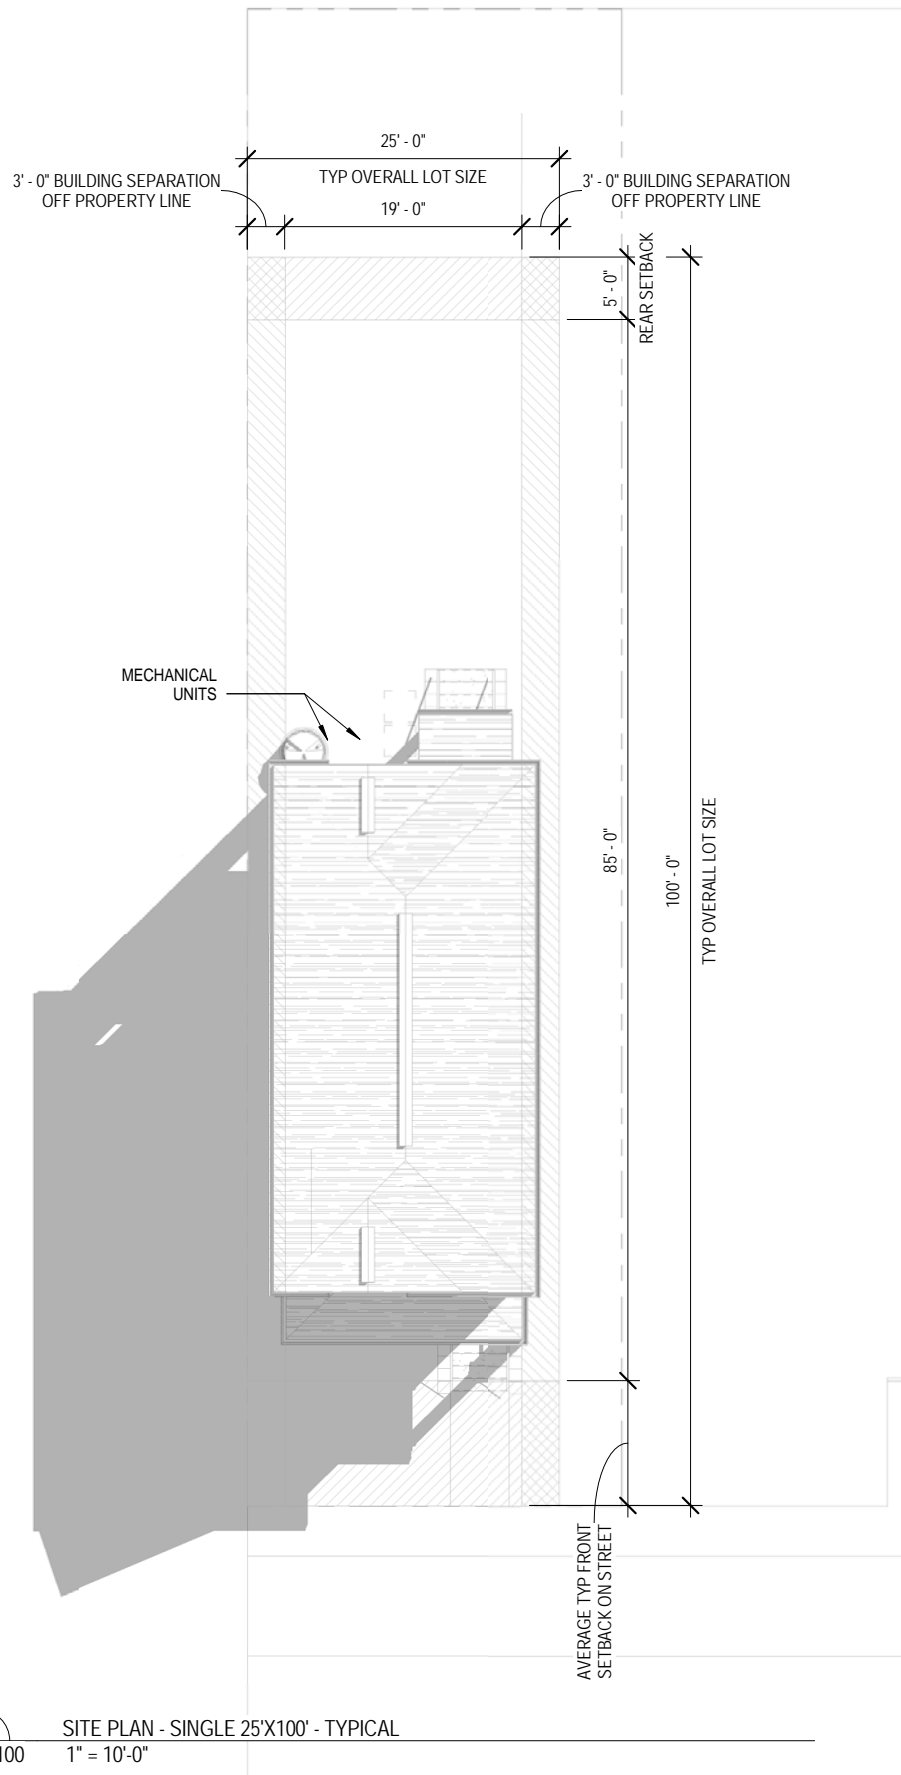 25' - 0"
TYP OVERALL LOT SIZE
3' - 0" BUILDING SEPARATION
OFF PROPERTY LINE
3' - 0" BUILDING SEPARATION
OFF PROPERTY LINE
19' - 0"
5' - 0"
REAR SETBACK
MECHANICAL
UNITS
85' - 0"
100' - 0"
TYP OVERALL LOT SIZE
AVERAGE TYP FRONT
SETBACK ON STREET
SITE PLAN - SINGLE 25'X100' - TYPICAL
100
1" = 10'-0"